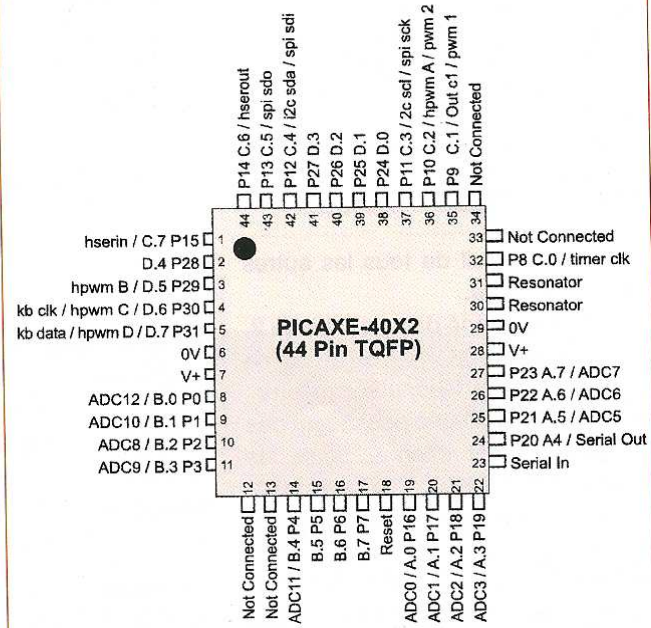 P14 C.6 / hserout
P13 C.5 / spi sdo
P12 C.4 / i2c sda / spi sdi
P27 D.3
P26 D.2
P25 D.1
P24 D.0
P11 C.3 / 2c scl / spi sck
P10 C.2 / hpwm A / pwm 2
P9 C.1 / Out c1 / pwm 1
Not Connected
44
43
42
41
40
39
38
37
36
35
34
hserin / C.7 P15 1
D.4 P28 2
hpwm B / D.5 P29 3
kb clk / hpwm C / D.6 P30 4
kb data / hpwm D / D.7 P31 5
0V 6
V+ 7
ADC12 / B.0 P0 8
ADC10 / B.1 P1 9
ADC8 / B.2 P2 10
ADC9 / B.3 P3 11
PICAXE-40X2
(44 Pin TQFP)
33 Not Connected
32 P8 C.0 / timer clk
31 Resonator
30 Resonator
29 0V
28 V+
27 P23 A.7 / ADC7
26 P22 A.6 / ADC6
25 P21 A.5 / ADC5
24 P20 A4 / Serial Out
23 Serial In
12
13
14
15
16
17
18
19
20
21
22
Not Connected
Not Connected
ADC11 / B.4 P4
B.5 P5
B.6 P6
B.7 P7
Reset
ADC0 / A.0 P16
ADC1 / A.1 P17
ADC2 / A.2 P18
ADC3 / A.3 P19